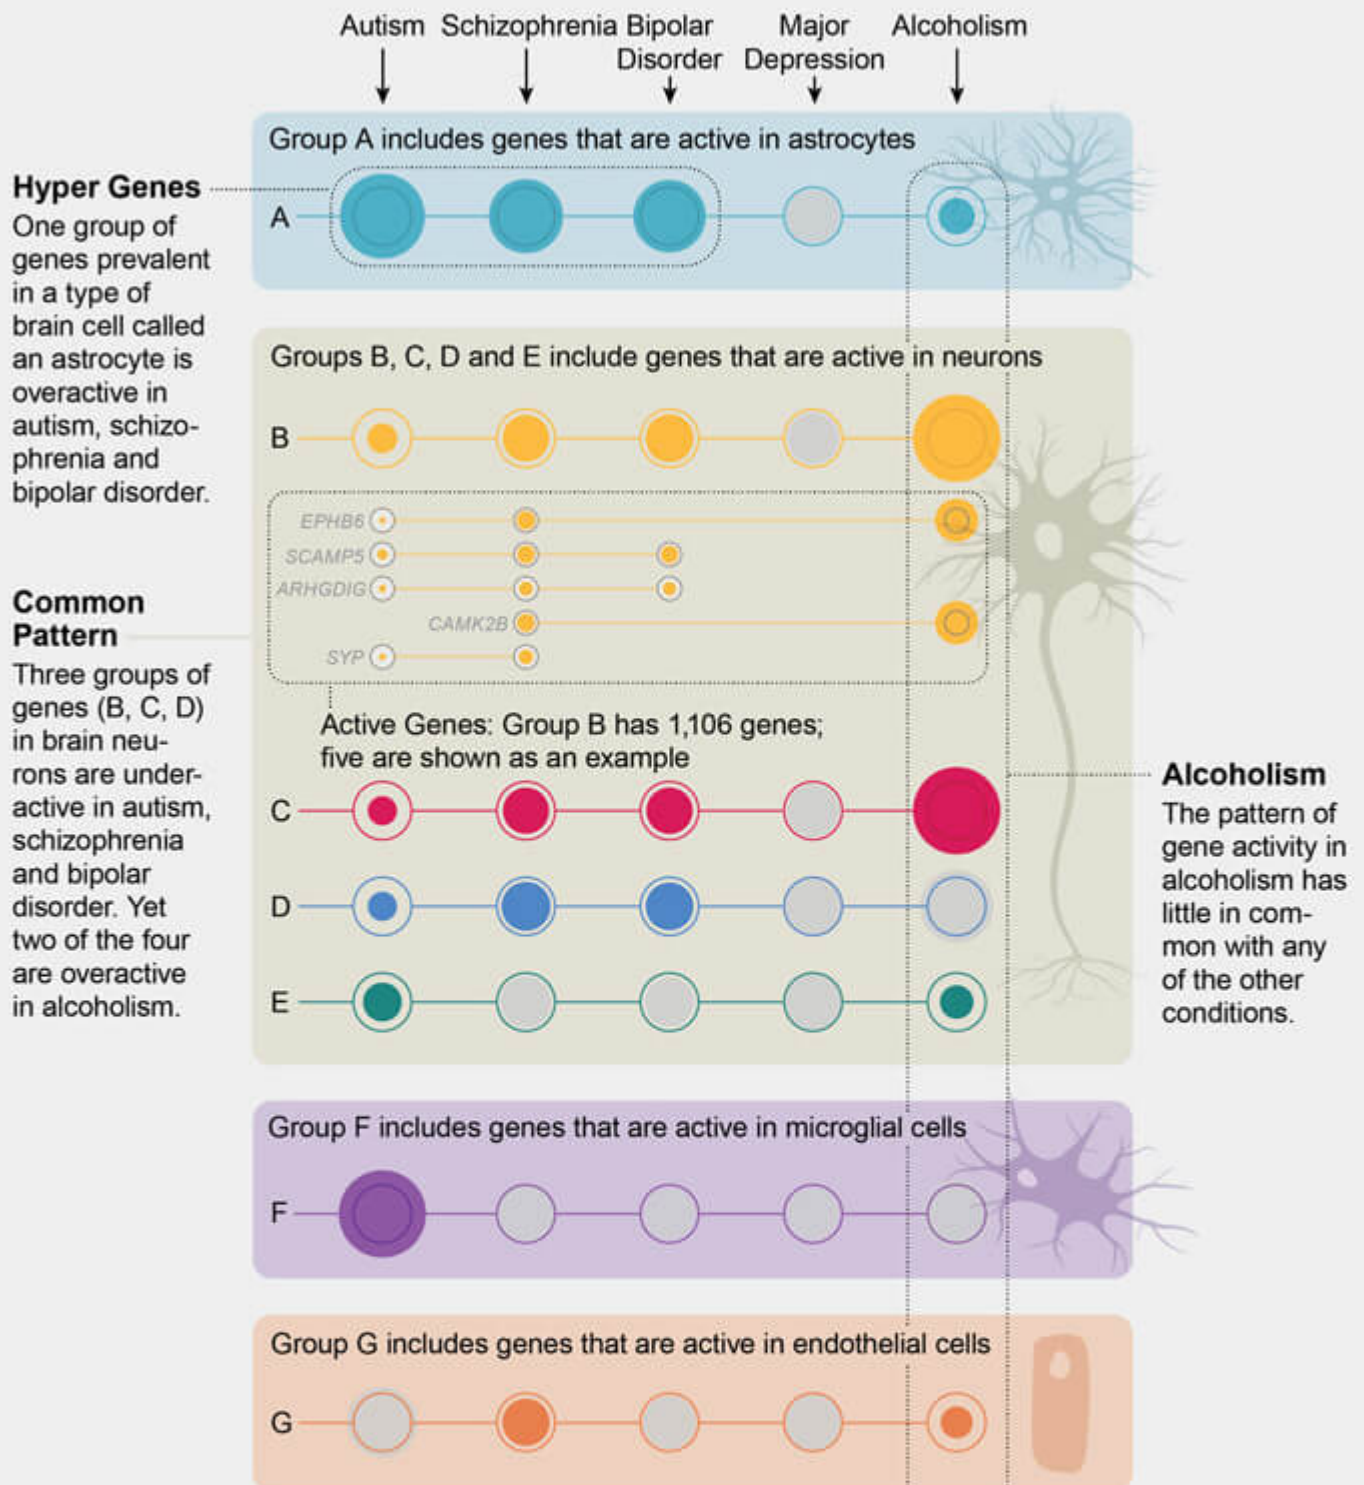 Autism Schizophrenia Bipolar Disorder Major Depression Alcoholism
Group A includes genes that are active in astrocytes
A
Hyper Genes
One group of
genes prevalent
in a type of
brain cell called
an astrocyte is
overactive in
autism, schizo-
phrenia and
bipolar disorder.
Groups B, C, D and E include genes that are active in neurons
B
EPHB6
SCAMP5
ARHGDIG
CAMK2B
SYP
Active Genes: Group B has 1,106 genes;
five are shown as an example
Common
Pattern
Three groups of
genes (B, C, D)
in brain neu-
rons are under-
active in autism,
schizophrenia
and bipolar
disorder. Yet
two of the four
are overactive
in alcoholism.
C
D
E
Alcoholism
The pattern of
gene activity in
alcoholism has
little in com-
mon with any
of the other
conditions.
Group F includes genes that are active in microglial cells
F
Group G includes genes that are active in endothelial cells
G